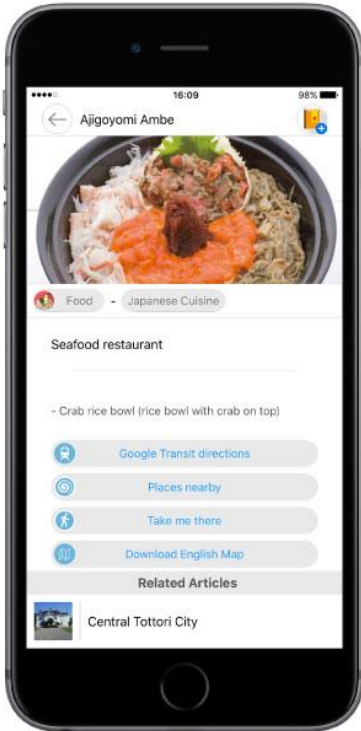 16:09
98%
Ajigoyomi Ambe
Food - Japanese Cuisine
Seafood restaurant
- Crab rice bowl (rice bowl with crab on top)
Google Transit directions
Places nearby
Take me there
Download English Map
Related Articles
Central Tottori City